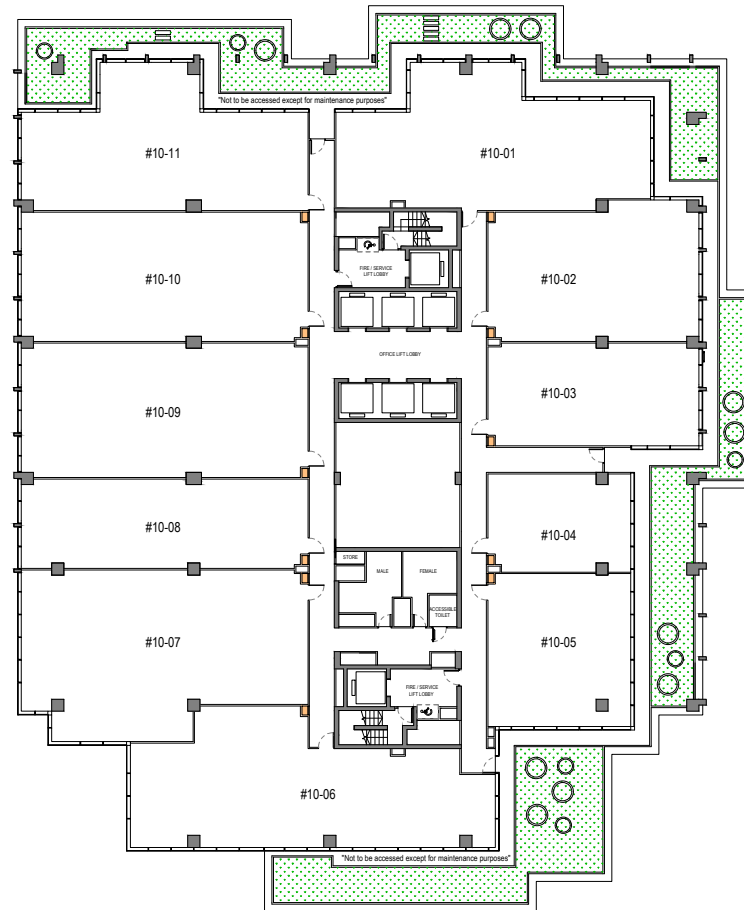 "Not to be accessed except for maintenance purposes"
#10-11
#10-01
FIRE / SERVICE
LIFT LOBBY
#10-10
#10-02
OFFICE LIFT LOBBY
#10-09
#10-03
#10-08
#10-04
STORE
MALE
FEMALE
ACCESSIBLE
TOILET
#10-07
#10-05
FIRE / SERVICE
LIFT LOBBY
#10-06
"Not to be accessed except for maintenance purposes"